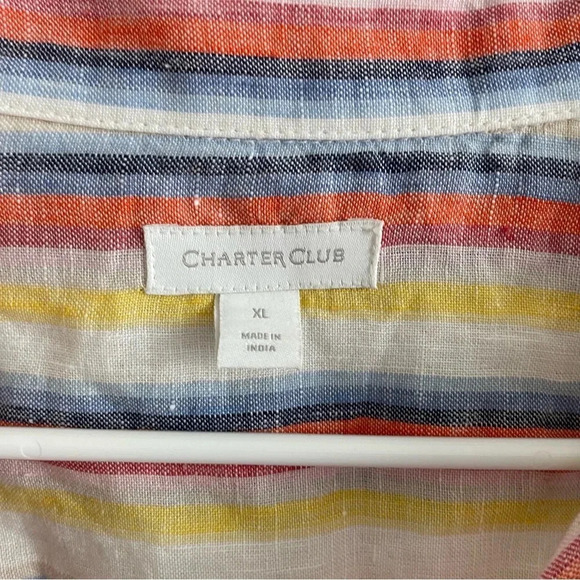 CHARTER CLUB
XL
MADE IN
INDIA